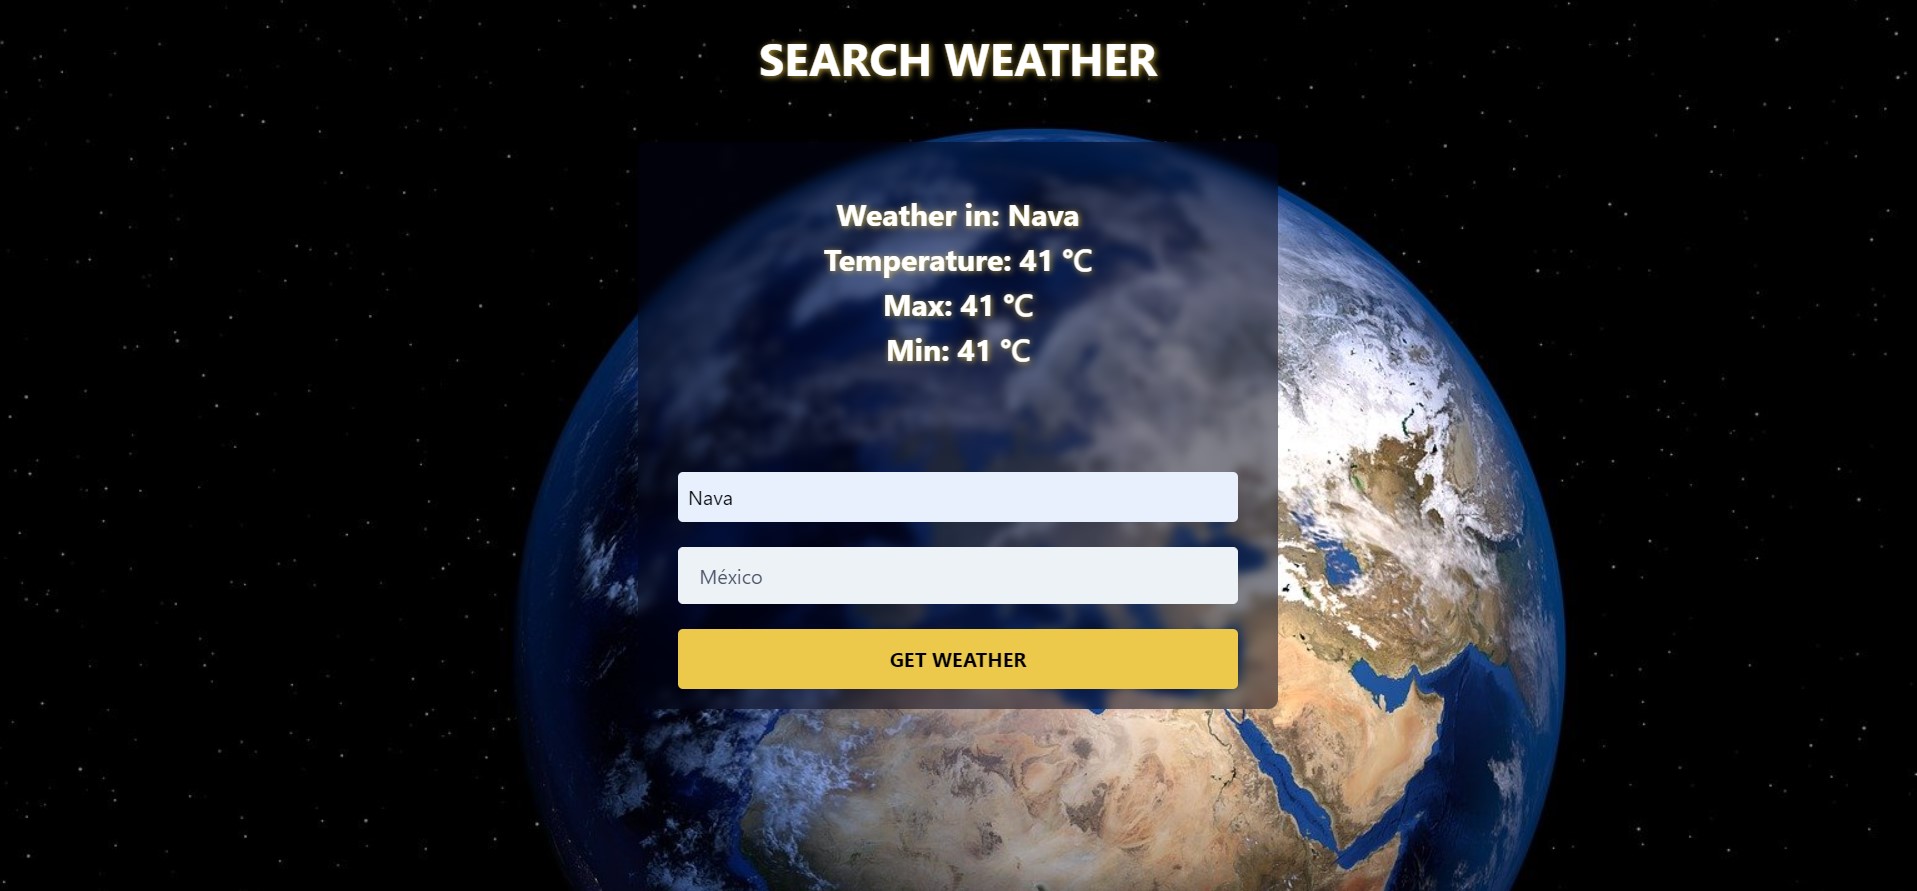 SEARCH WEATHER
Weather in: Nava
Temperature: 41 °C
Max: 41 °C
Min: 41 °C
Nava
México
GET WEATHER